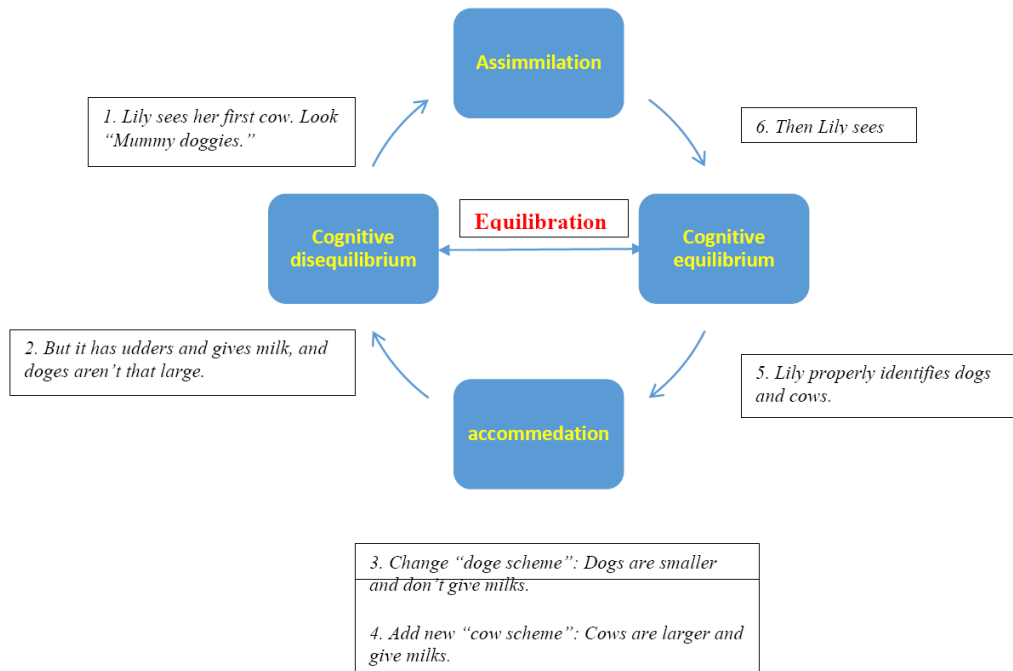 Assimmilation
1. Lily sees her first cow. Look
“Mummy doggies.”
6. Then Lily sees
Equilibration
Cognitive
disequilibrium
Cognitive
equilibrium
2. But it has udders and gives milk, and
doges aren’t that large.
5. Lily properly identifies dogs
and cows.
accommedation
3. Change “doge scheme”: Dogs are smaller
and don’t give milks.
4. Add new “cow scheme”: Cows are larger and
give milks.